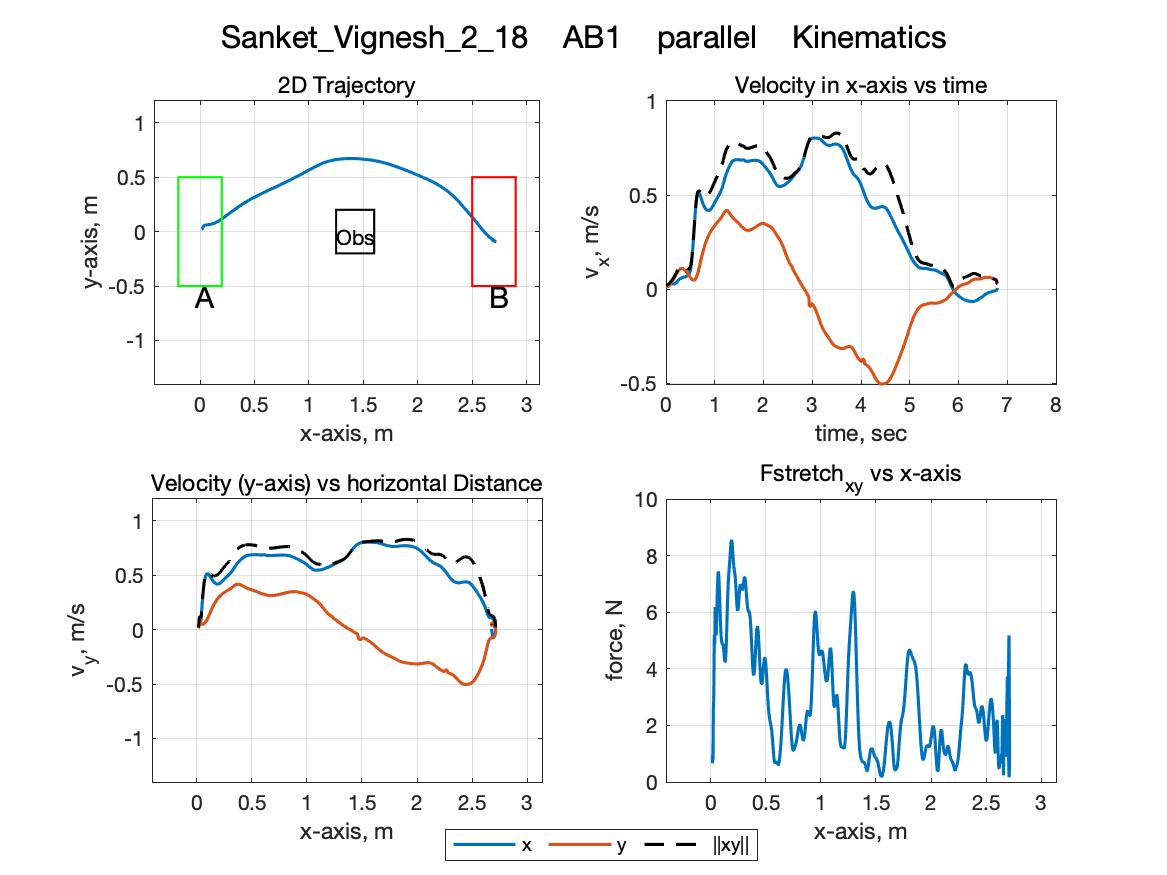 Sanket_Vignesh_2_18 AB1 parallel Kinematics
2D Trajectory
y-axis, m
1
0.5
0
-0.5
-1
A
Obs
B
0 0.5 1 1.5 2 2.5 3
x-axis, m
Velocity in x-axis vs time
v_x, m/s
1
0.5
0
-0.5
0 1 2 3 4 5 6 7 8
time, sec
Velocity (y-axis) vs horizontal Distance
v_y, m/s
1
0.5
0
-0.5
-1
0 0.5 1 1.5 2 2.5 3
x-axis, m
Fstretch_xy vs x-axis
force, N
10
8
6
4
2
0
0 0.5 1 1.5 2 2.5 3
x-axis, m
x y ||xy||